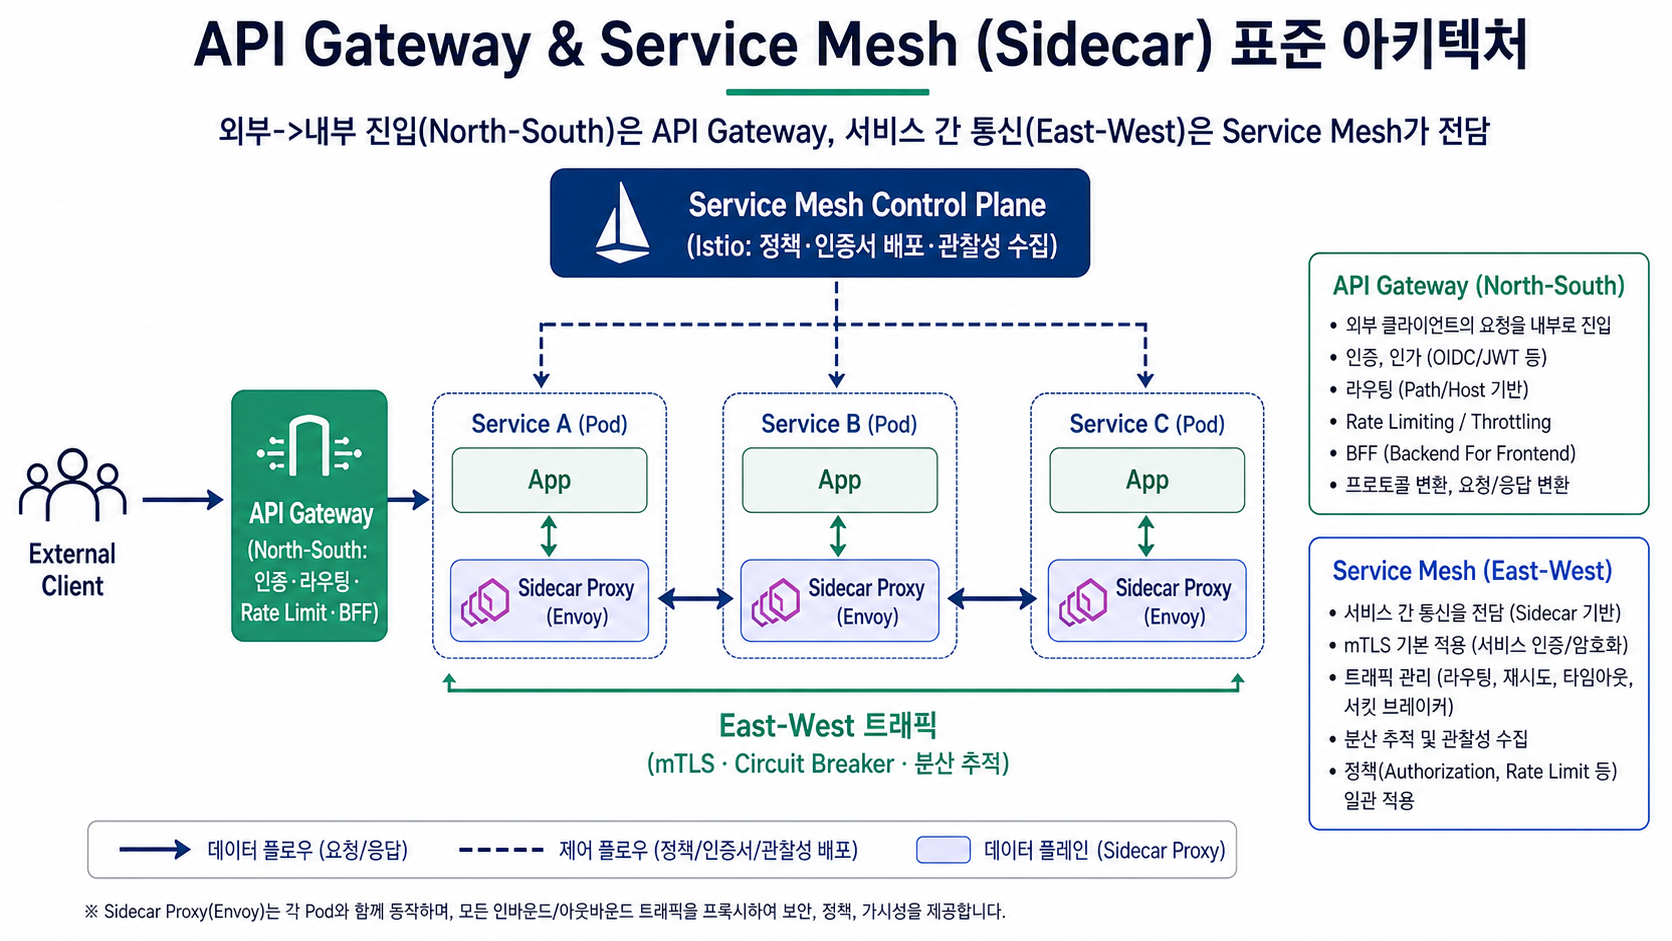 API Gateway & Service Mesh (Sidecar) 표준 아키텍처
외부->내부 진입(North-South)은 API Gateway, 서비스 간 통신(East-West)은 Service Mesh가 전담
Service Mesh Control Plane
(Istio: 정책·인증서 배포·관찰성 수집)
External
Client
API Gateway
(North-South:
인종·라우팅·
Rate Limit·BFF)
Service A (Pod)
App
Sidecar Proxy
(Envoy)
Service B (Pod)
App
Sidecar Proxy
(Envoy)
Service C (Pod)
App
Sidecar Proxy
(Envoy)
East-West 트래픽
(mTLS · Circuit Breaker · 분산 추적)
API Gateway (North-South)
• 외부 클라이언트의 요청을 내부로 진입
• 인증, 인가 (OIDC/JWT 등)
• 라우팅 (Path/Host 기반)
• Rate Limiting / Throttling
• BFF (Backend For Frontend)
• 프로토콜 변환, 요청/응답 변환
Service Mesh (East-West)
• 서비스 간 통신을 전담 (Sidecar 기반)
• mTLS 기본 적용 (서비스 인증/암호화)
• 트래픽 관리 (라우팅, 재시도, 타임아웃,
서킷 브레이커)
• 분산 추적 및 관찰성 수집
• 정책(Authorization, Rate Limit 등)
일관 적용
데이터 플로우 (요청/응답)
제어 플로우 (정책/인증서/관찰성 배포)
데이터 플레인 (Sidecar Proxy)
※ Sidecar Proxy(Envoy)는 각 Pod와 함께 동작하며, 모든 인바운드/아웃바운드 트래픽을 프록시하여 보안, 정책, 가시성을 제공합니다.